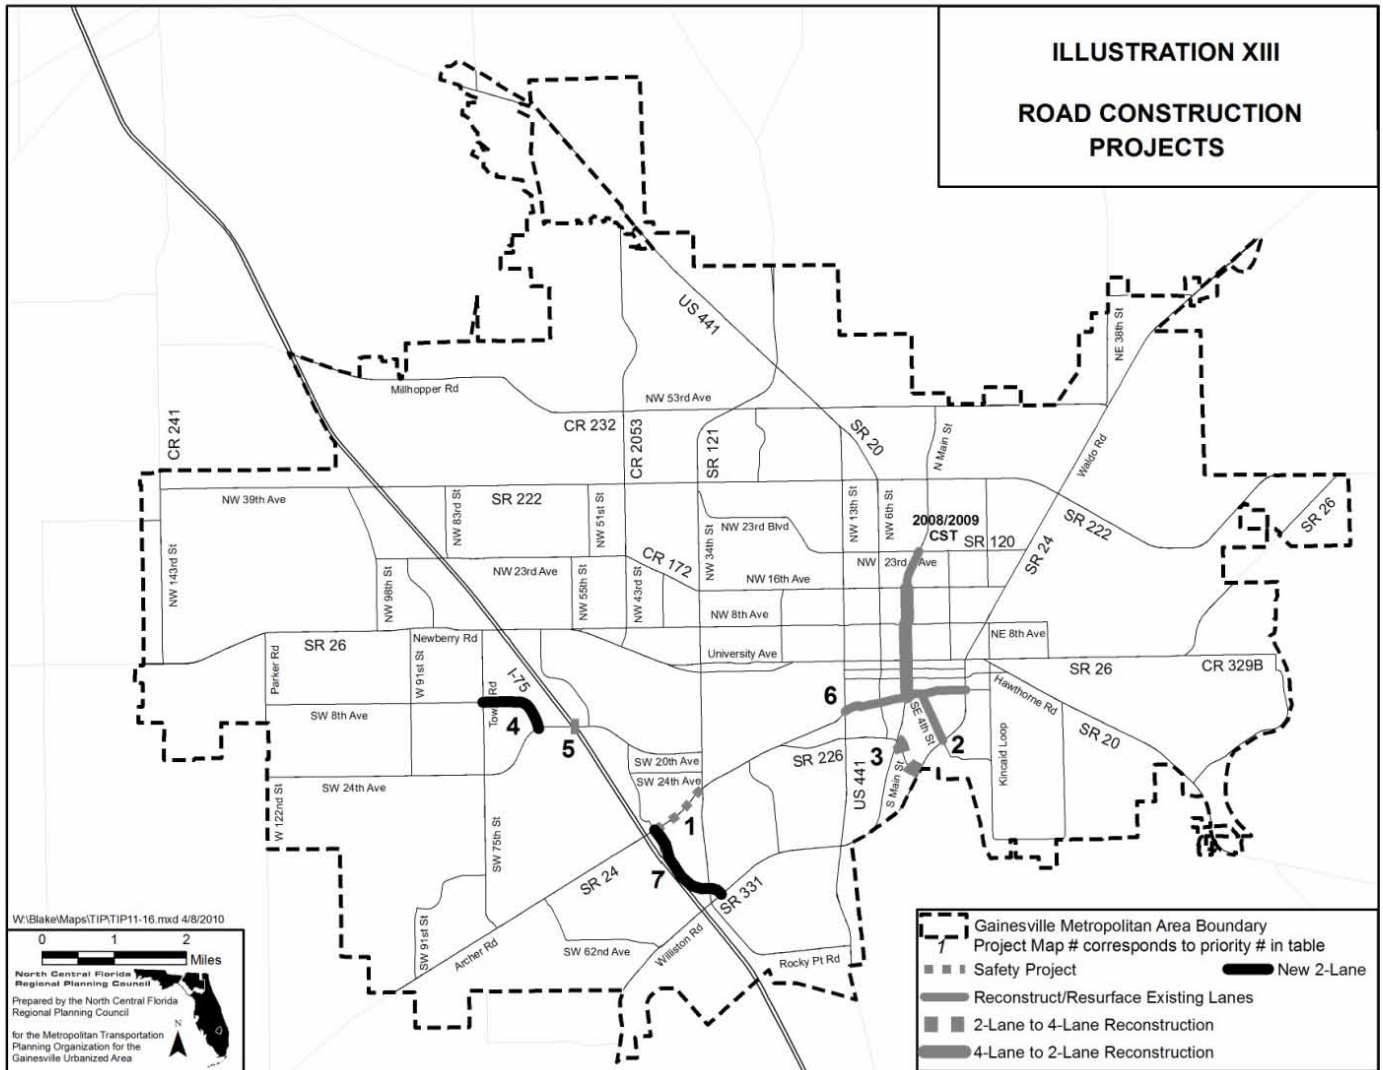 ILLUSTRATION XIII
ROAD CONSTRUCTION
PROJECTS
US 441
NE 38th St
Millhopper Rd
NW 53rd Ave
CR 241
CR 232
CR 2053
SR 121
SR 20
N Main St
Waldo Rd
NW 39th Ave
NW 83rd St
SR 222
NW 51st St
NW 34th St
NW 23rd Blvd
NW 13th St
NW 6th St
2008/2009
CST
SR 120
SR 24
SR 222
SR 26
NW 143rd St
NW 98th St
NW 23rd Ave
NW 55th St
NW 43rd St
CR 172
NW 16th Ave
NW 23rd Ave
NW 8th Ave
NE 8th Ave
Parker Rd
SR 26
Newberry Rd
W 91st St
I-75
University Ave
SR 26
CR 329B
Hawthorne Rd
SW 8th Ave
4
5
6
SE 4th St
2
3
Kincaid Loop
SR 20
SW 20th Ave
SW 24th Ave
SR 226
US 441
S Main St
W 122nd St
SW 24th Ave
SW 75th St
1
7
SR 24
SR 331
SW 91st St
Archer Rd
SW 62nd Ave
Williston Rd
Rocky Pt Rd
W:\Blake\Maps\TIP\TIP11-16.mxd 4/8/2010
0 1 2
Miles
North Central Florida
Regional Planning Council
Prepared by the North Central Florida
Regional Planning Council
N
for the Metropolitan Transportation
Planning Organization for the
Gainesville Urbanized Area
Gainesville Metropolitan Area Boundary
1 Project Map # corresponds to priority # in table
Safety Project
New 2-Lane
Reconstruct/Resurface Existing Lanes
2-Lane to 4-Lane Reconstruction
4-Lane to 2-Lane Reconstruction